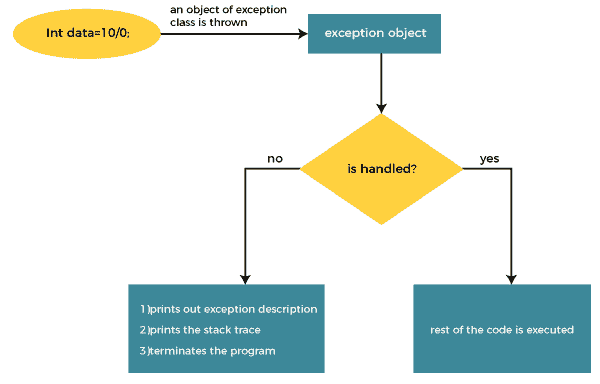 Int data=10/0;
an object of exception
class is thrown
exception object
is handled?
no
yes
1)prints out exception description
2)prints the stack trace
3)terminates the program
rest of the code is executed